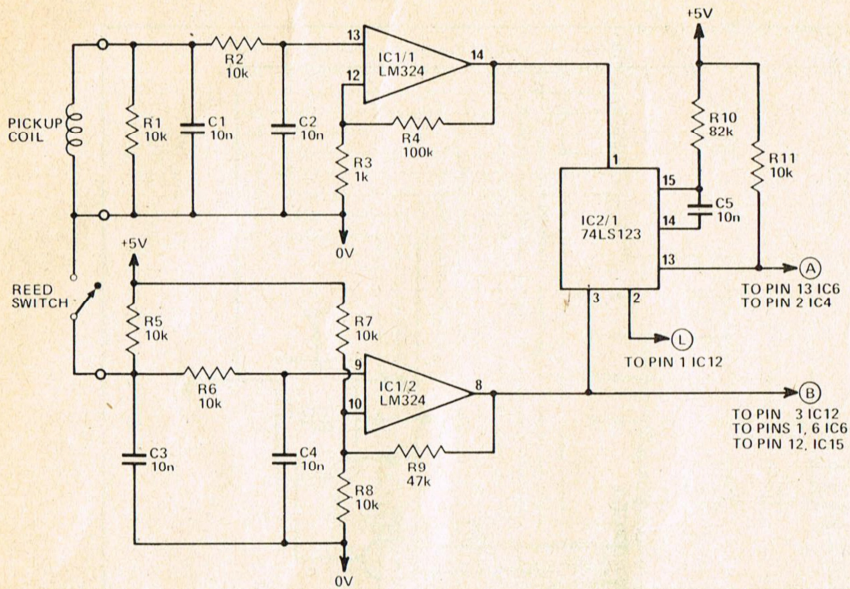 +5V
13
14
IC1/1
LM324
R2
10k
12
PICKUP
COIL
R1
10k
C1
10n
C2
10n
R4
100k
R3
1k
R10
82k
R11
10k
1
15
C5
10n
IC2/1
74LS123
14
13
A
TO PIN 13 IC6
TO PIN 2 IC4
3
2
L
TO PIN 1 IC12
0V
+5V
REED
SWITCH
R5
10k
R7
10k
R6
10k
9
10
IC1/2
LM324
8
B
TO PIN 3 IC12
TO PINS 1, 6 IC6
TO PIN 12, IC15
C3
10n
C4
10n
R9
47k
R8
10k
0V